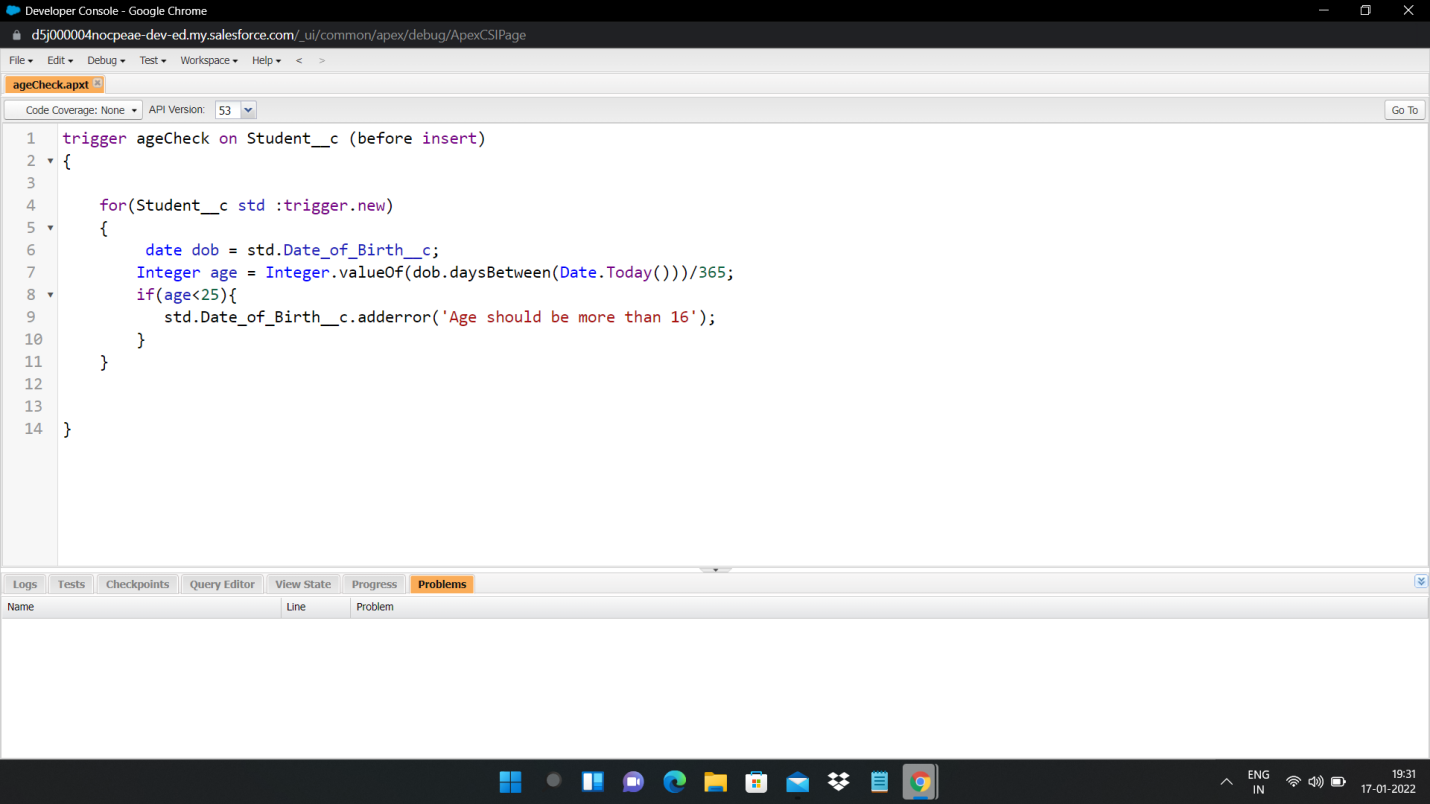 Developer Console - Google Chrome
d5j000004nocpeae-dev-ed.my.salesforce.com/_ui/common/apex/debug/ApexCSIPage
File Edit Debug Test Workspace Help < >
ageCheck.apxt
Code Coverage: None API Version: 53 Go To
1 trigger ageCheck on Student__c (before insert)
2 {
3
4 for(Student__c std :trigger.new)
5 {
6 date dob = std.Date_of_Birth__c;
7 Integer age = Integer.valueOf(dob.daysBetween(Date.Today()))/365;
8 if(age<25){
9 std.Date_of_Birth__c.adderror('Age should be more than 16');
10 }
11 }
12
13
14 }
Logs Tests Checkpoints Query Editor View State Progress Problems
Name Line Problem
ENG 19:31
IN 17-01-2022